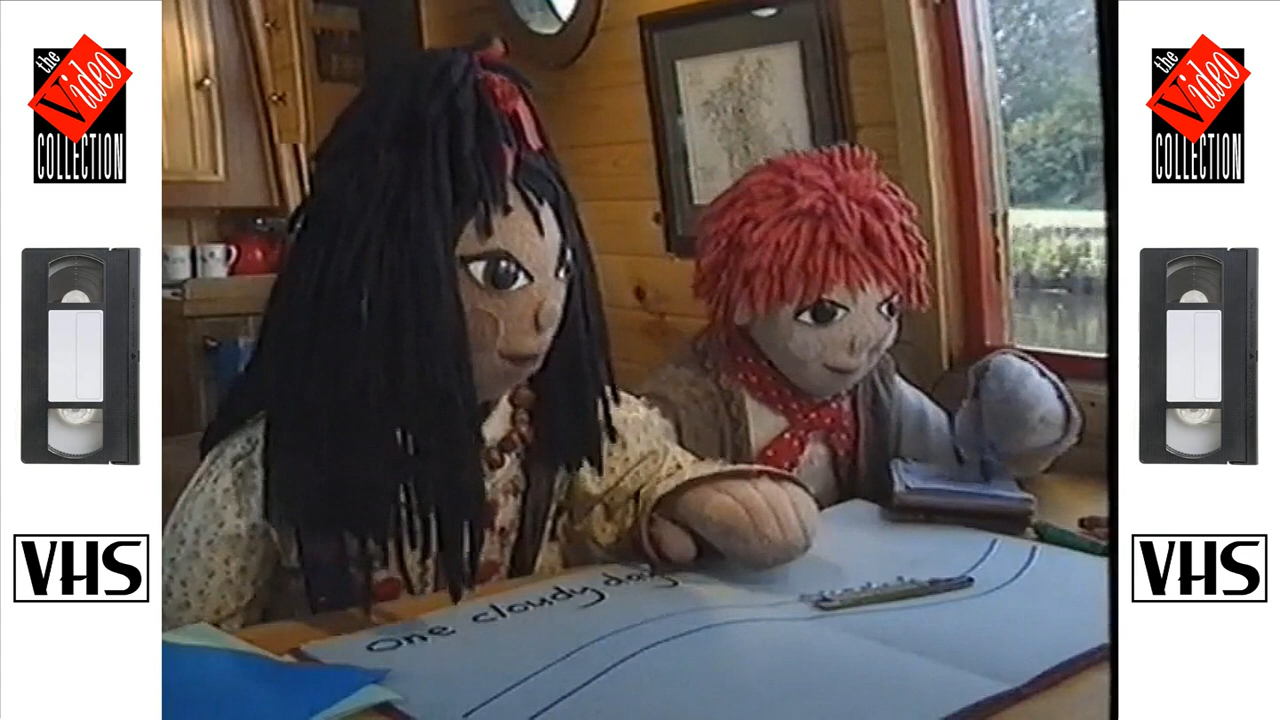 the
Video
COLLECTION
VHS
One cloudy day
the
Video
COLLECTION
VHS